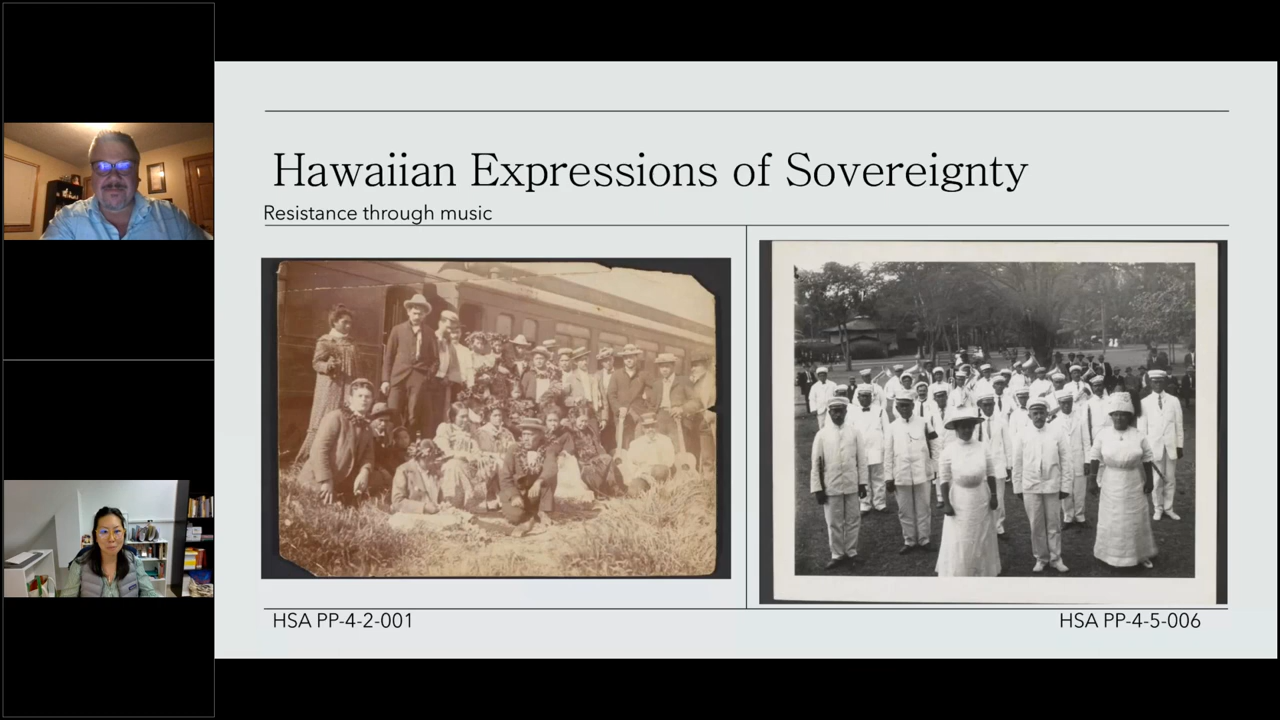 Hawaiian Expressions of Sovereignty
Resistance through music
HSA PP-4-2-001
HSA PP-4-5-006